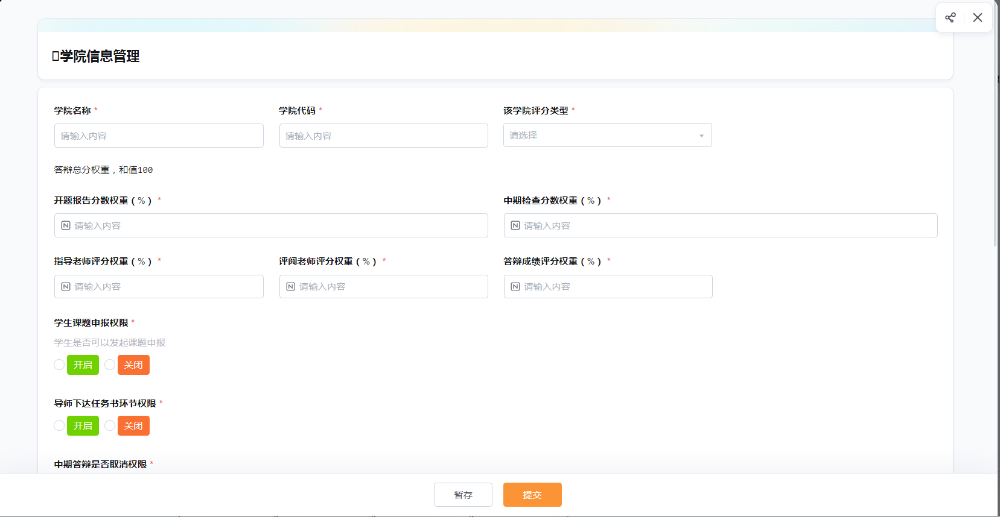 学院信息管理
学院名称 * 学院代码 * 该学院评分类型 *
请输入内容 请输入内容 请选择
答辩总分权重，和值100
开题报告分数权重（%） * 中期检查分数权重（%） *
N 请输入内容 N 请输入内容
指导老师评分权重（%） * 评阅老师评分权重（%） * 答辩成绩评分权重（%） *
N 请输入内容 N 请输入内容 N 请输入内容
学生课题申报权限 *
学生是否可以发起课题申报
开启 关闭
导师下达任务书环节权限 *
开启 关闭
中期答辩是否取消权限 *
暂存 提交